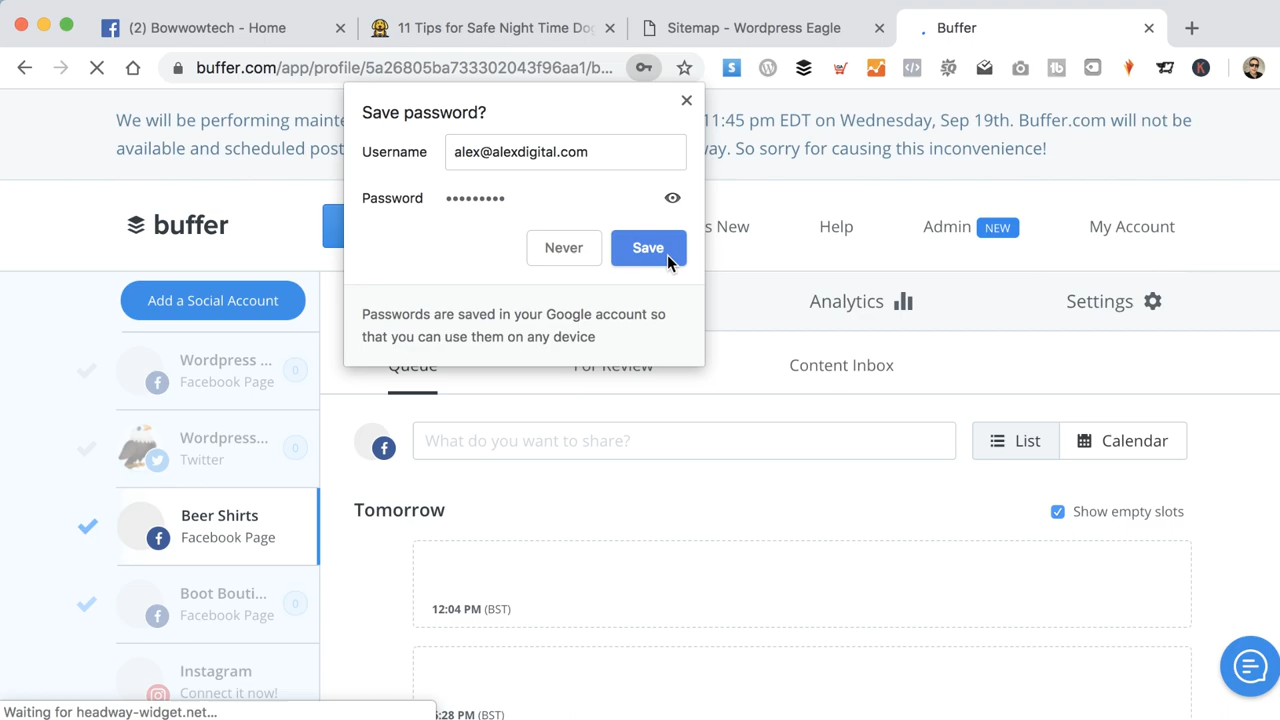 (2) Bowwowtech - Home
11 Tips for Safe Night Time Dog
Sitemap - Wordpress Eagle
Buffer
buffer.com/app/profile/5a26805ba733302043f96aa1/b...
We will be performing mainte
11:45 pm EDT on Wednesday, Sep 19th. Buffer.com will not be
available and scheduled post
way. So sorry for causing this inconvenience!
Save password?
Username alex@alexdigital.com
Password •••••••••
Never Save
Passwords are saved in your Google account so
that you can use them on any device
buffer
s New
Help
Admin NEW
My Account
Add a Social Account
Analytics
Settings
Wordpress ...
Facebook Page
0
Wordpress...
Twitter
0
Beer Shirts
Facebook Page
Boot Bouti...
Facebook Page
0
Instagram
Connect it now!
Queue
For Review
Content Inbox
What do you want to share?
List
Calendar
Tomorrow
Show empty slots
12:04 PM (BST)
:28 PM (BST)
Waiting for headway-widget.net...